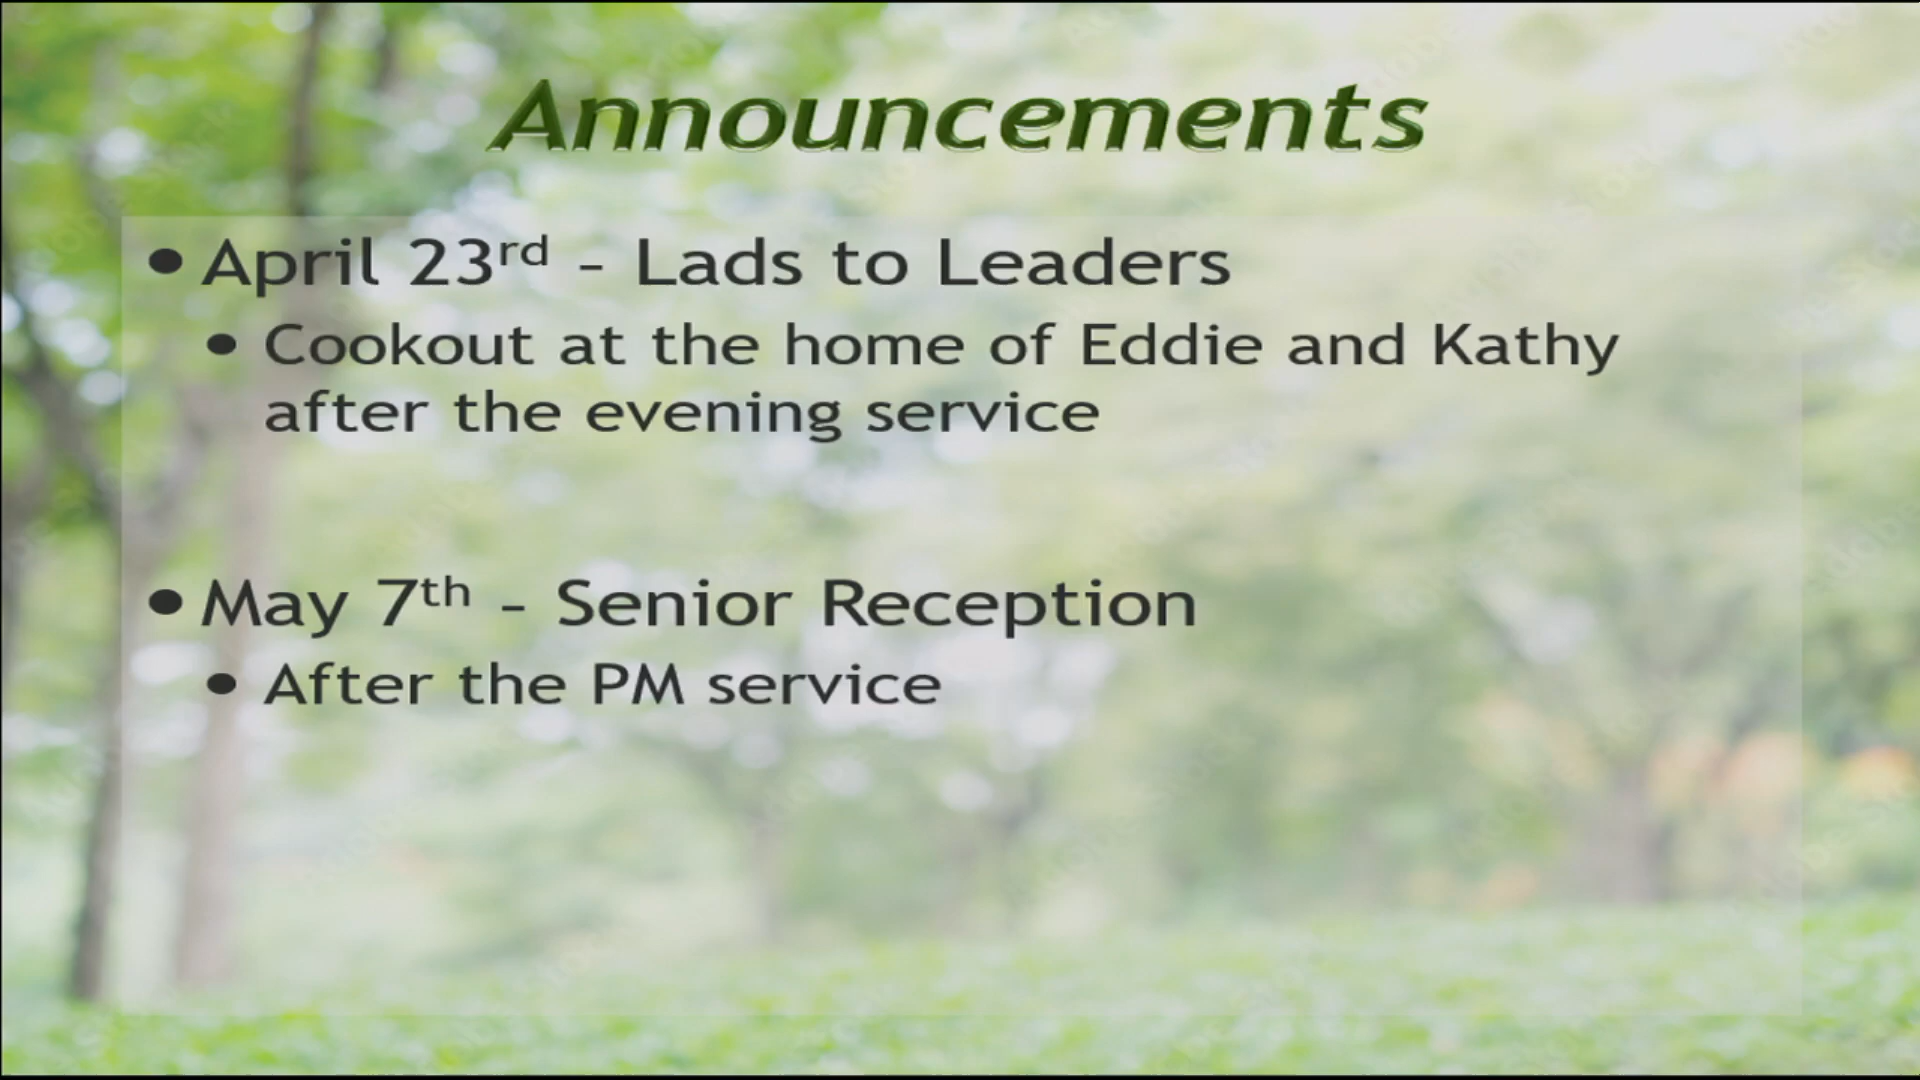 Announcements
• April 23rd - Lads to Leaders
• Cookout at the home of Eddie and Kathy
after the evening service
• May 7th - Senior Reception
• After the PM service